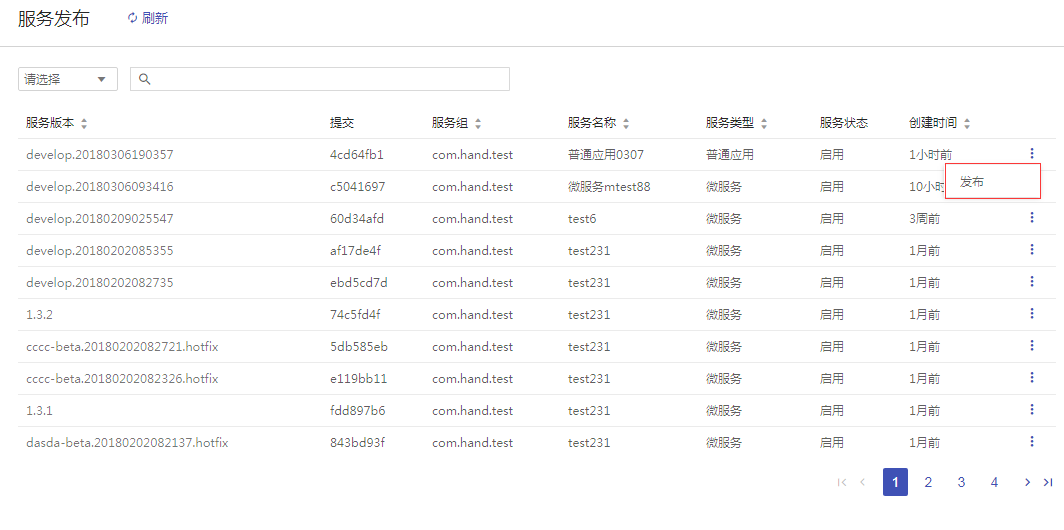 服务发布 刷新
请选择
服务版本 提交 服务组 服务名称 服务类型 服务状态 创建时间
develop.20180306190357 4cd64fb1 com.hand.test 普通应用0307 普通应用 启用 1小时前
发布
develop.20180306093416 c5041697 com.hand.test 微服务mtest88 微服务 启用 10小时
develop.20180209025547 60d34afd com.hand.test test6 微服务 启用 3周前
develop.20180202085355 af17de4f com.hand.test test231 微服务 启用 1月前
develop.20180202082735 ebd5cd7d com.hand.test test231 微服务 启用 1月前
1.3.2 74c5fd4f com.hand.test test231 微服务 启用 1月前
cccc-beta.20180202082721.hotfix 5db585eb com.hand.test test231 微服务 启用 1月前
cccc-beta.20180202082326.hotfix e119bb11 com.hand.test test231 微服务 启用 1月前
1.3.1 fdd897b6 com.hand.test test231 微服务 启用 1月前
dasda-beta.20180202082137.hotfix 843bd93f com.hand.test test231 微服务 启用 1月前
1 2 3 4